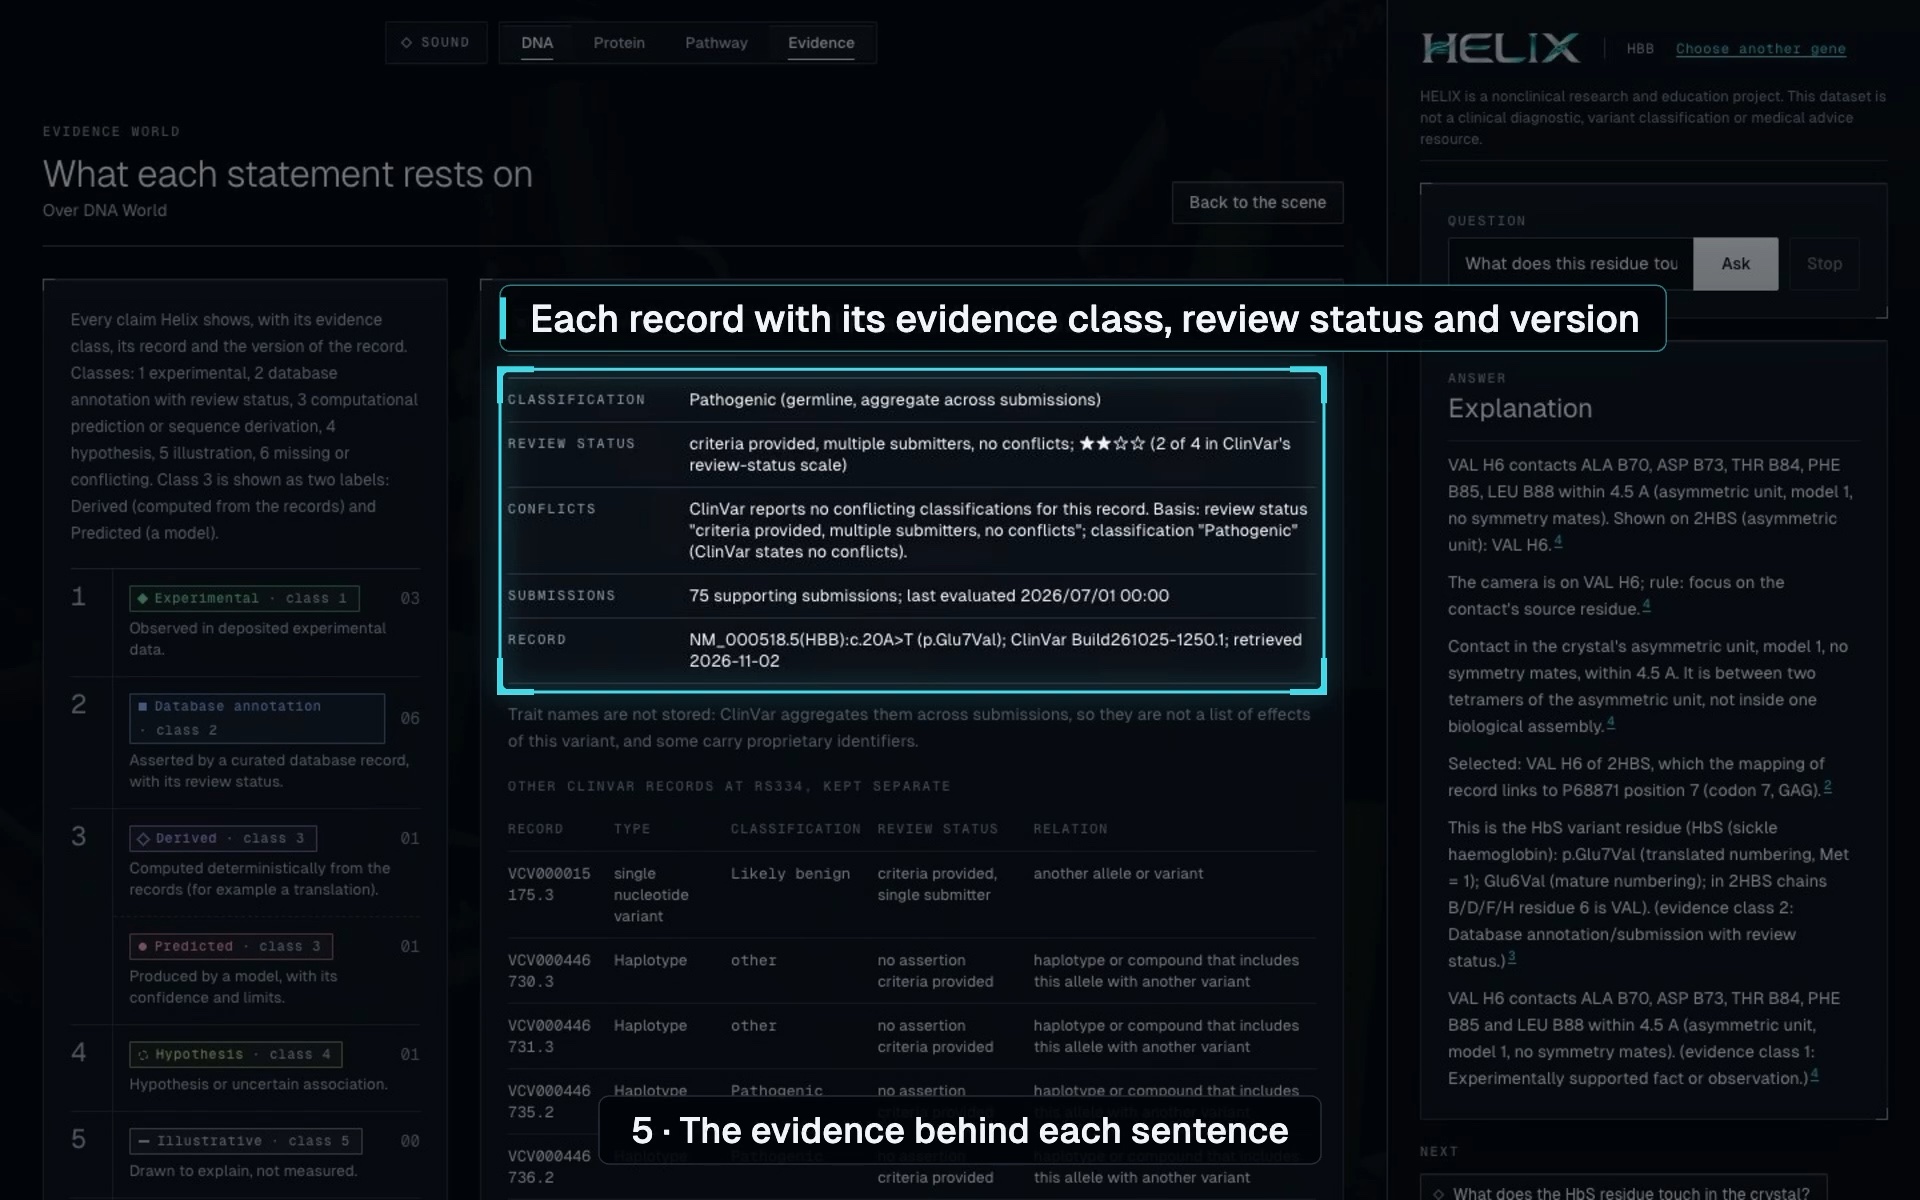 SOUND
DNA
Protein
Pathway
Evidence
HELIX
HBB
Choose another gene
HELIX is a nonclinical research and education project. This dataset is
not a clinical diagnostic, variant classification or medical advice
resource.
EVIDENCE WORLD
What each statement rests on
Over DNA World
Back to the scene
QUESTION
What does this residue tou
Ask
Stop
Each record with its evidence class, review status and version
Every claim Helix shows, with its evidence
class, its record and the version of the record.
Classes: 1 experimental, 2 database
annotation with review status, 3 computational
prediction or sequence derivation, 4
hypothesis, 5 illustration, 6 missing or
conflicting. Class 3 is shown as two labels:
Derived (computed from the records) and
Predicted (a model).
1
◆ Experimental · class 1
03
Observed in deposited experimental
data.
2
■ Database annotation
· class 2
06
Asserted by a curated database record,
with its review status.
3
◇ Derived · class 3
01
Computed deterministically from the
records (for example a translation).
● Predicted · class 3
01
Produced by a model, with its
confidence and limits.
4
Hypothesis · class 4
01
Hypothesis or uncertain association.
5
— Illustrative · class 5
00
Drawn to explain, not measured.
CLASSIFICATION
Pathogenic (germline, aggregate across submissions)
REVIEW STATUS
criteria provided, multiple submitters, no conflicts; ★★☆☆ (2 of 4 in ClinVar's
review-status scale)
CONFLICTS
ClinVar reports no conflicting classifications for this record. Basis: review status
"criteria provided, multiple submitters, no conflicts"; classification "Pathogenic"
(ClinVar states no conflicts).
SUBMISSIONS
75 supporting submissions; last evaluated 2026/07/01 00:00
RECORD
NM_000518.5(HBB):c.20A>T (p.Glu7Val); ClinVar Build261025-1250.1; retrieved
2026-11-02
Trait names are not stored: ClinVar aggregates them across submissions, so they are not a list of effects
of this variant, and some carry proprietary identifiers.
OTHER CLINVAR RECORDS AT RS334, KEPT SEPARATE
RECORD TYPE CLASSIFICATION REVIEW STATUS RELATION
VCV000015 single Likely benign criteria provided, another allele or variant
175.3 nucleotide single submitter
variant
VCV000446 Haplotype other no assertion haplotype or compound that includes
730.3 criteria provided this allele with another variant
VCV000446 Haplotype other no assertion haplotype or compound that includes
731.3 criteria provided this allele with another variant
VCV000446 Haplotype Pathogenic no assertion haplotype or compound that includes
735.2
VCV000446
736.2 criteria provided this allele with another variant
5 · The evidence behind each sentence
ANSWER
Explanation
VAL H6 contacts ALA B70, ASP B73, THR B84, PHE
B85, LEU B88 within 4.5 A (asymmetric unit, model 1,
no symmetry mates). Shown on 2HBS (asymmetric
unit): VAL H6. 4
The camera is on VAL H6; rule: focus on the
contact's source residue. 4
Contact in the crystal's asymmetric unit, model 1, no
symmetry mates, within 4.5 A. It is between two
tetramers of the asymmetric unit, not inside one
biological assembly. 4
Selected: VAL H6 of 2HBS, which the mapping of
record links to P68871 position 7 (codon 7, GAG). 2
This is the HbS variant residue (HbS (sickle
haemoglobin): p.Glu7Val (translated numbering, Met
= 1); Glu6Val (mature numbering); in 2HBS chains
B/D/F/H residue 6 is VAL). (evidence class 2:
Database annotation/submission with review
status.) 3
VAL H6 contacts ALA B70, ASP B73, THR B84, PHE
B85 and LEU B88 within 4.5 A (asymmetric unit,
model 1, no symmetry mates). (evidence class 1:
Experimentally supported fact or observation.) 4
NEXT
What does the HbS residue touch in the crystal?